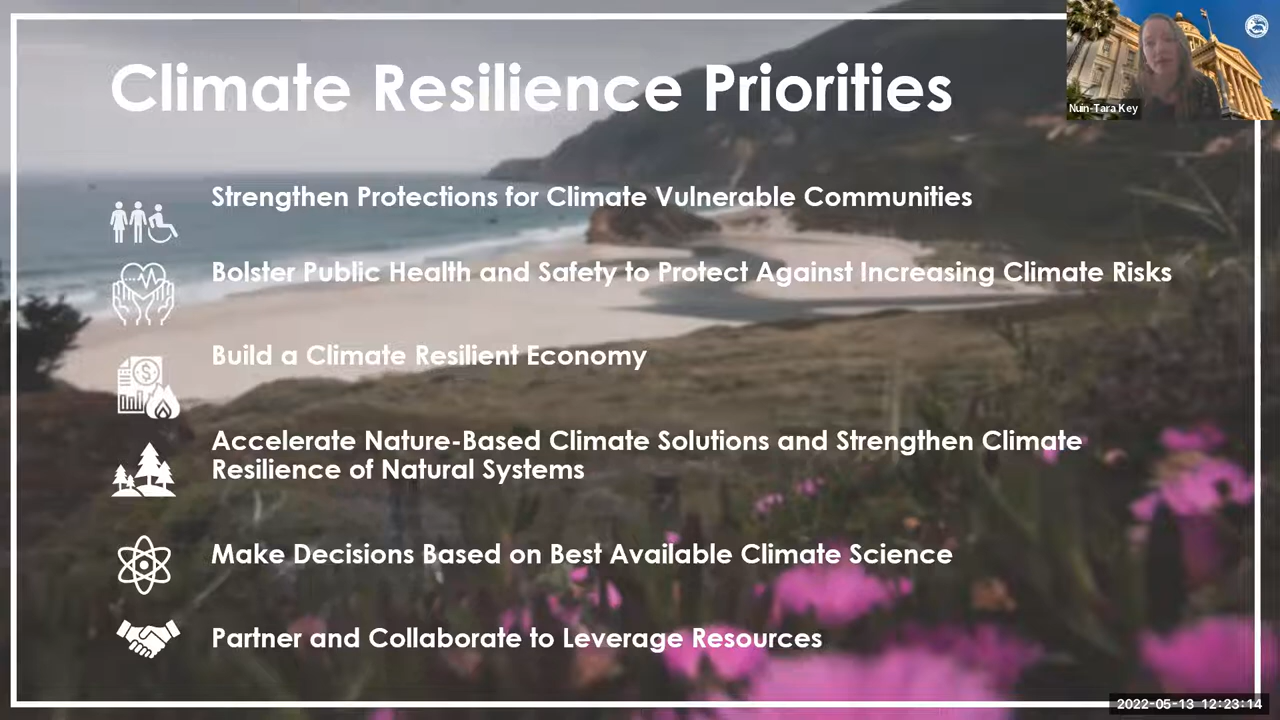 Climate Resilience Priorities
Nuin-Tara Key
Strengthen Protections for Climate Vulnerable Communities
Bolster Public Health and Safety to Protect Against Increasing Climate Risks
Build a Climate Resilient Economy
Accelerate Nature-Based Climate Solutions and Strengthen Climate
Resilience of Natural Systems
Make Decisions Based on Best Available Climate Science
Partner and Collaborate to Leverage Resources
2022-05-13 12:23:14